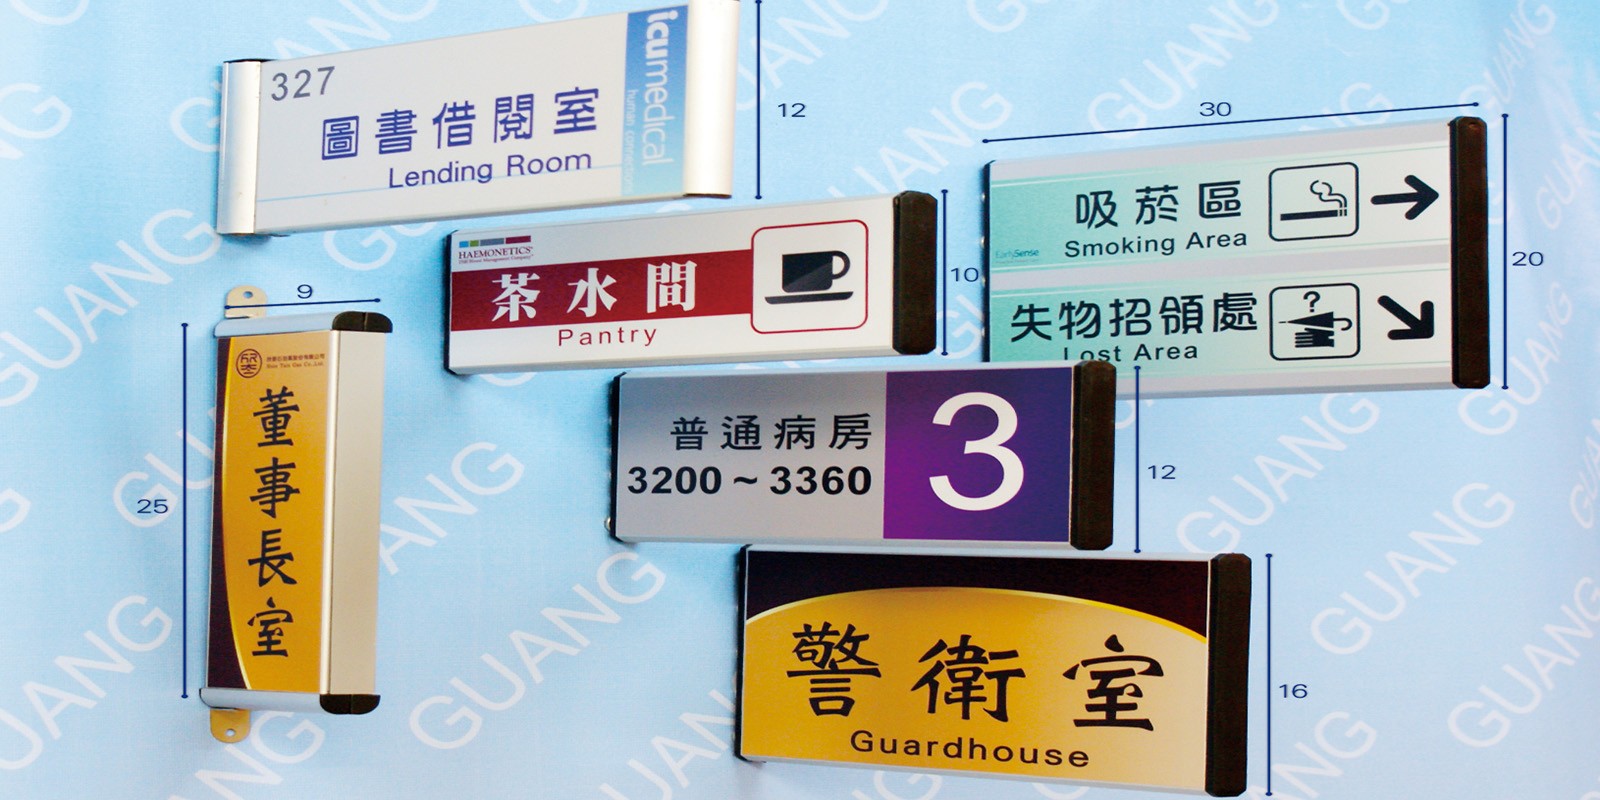 327
圖書借閱室
Lending Room
icumedical
human connections
12
HAEMONETICS
茶水間
Pantry
10
30
吸菸區
Smoking Area
EarlySense
失物招領處
Lost Area
?
20
9
董事長室
25
普通病房
3200~3360
3
12
警衛室
Guardhouse
16
GUANG